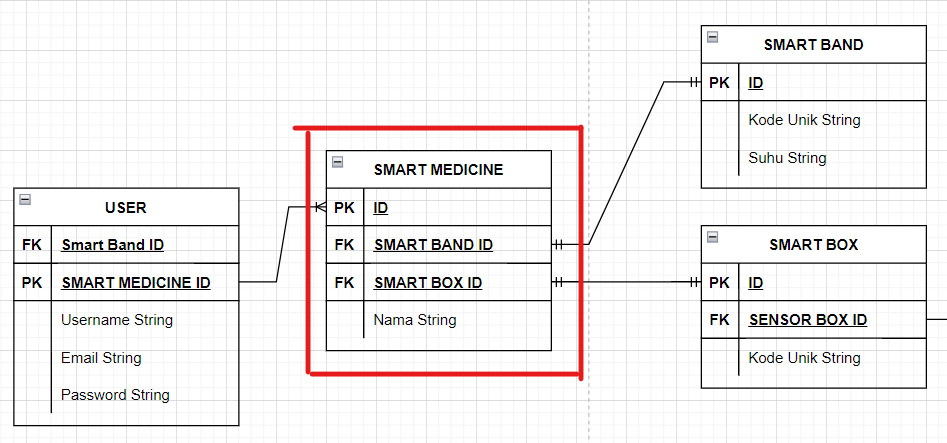 USER
FK Smart Band ID
PK SMART MEDICINE ID
Username String
Email String
Password String
SMART MEDICINE
PK ID
FK SMART BAND ID
FK SMART BOX ID
Nama String
SMART BAND
PK ID
Kode Unik String
Suhu String
SMART BOX
PK ID
FK SENSOR BOX ID
Kode Unik String